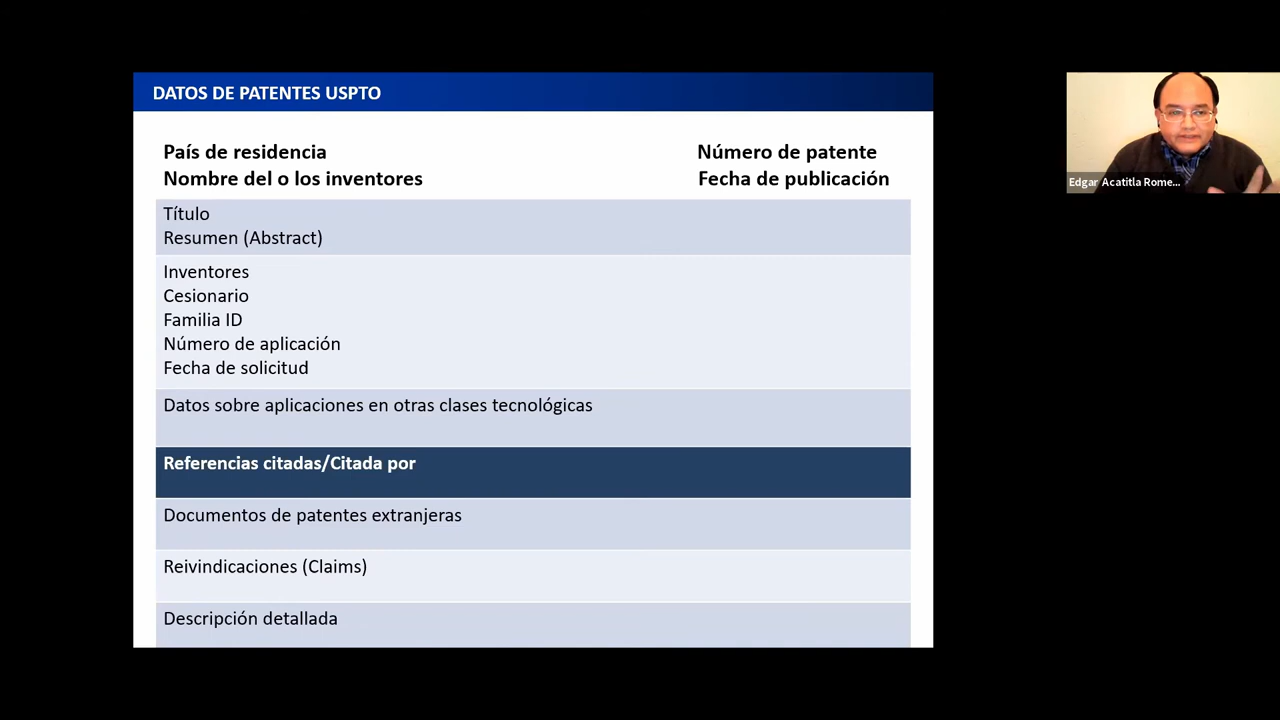 DATOS DE PATENTES USPTO
País de residencia
Número de patente
Nombre del o los inventores
Fecha de publicación
Título
Resumen (Abstract)
Inventores
Cesionario
Familia ID
Número de aplicación
Fecha de solicitud
Datos sobre aplicaciones en otras clases tecnológicas
Referencias citadas/Citada por
Documentos de patentes extranjeras
Reivindicaciones (Claims)
Descripción detallada
Edgar Acatitla Rome...